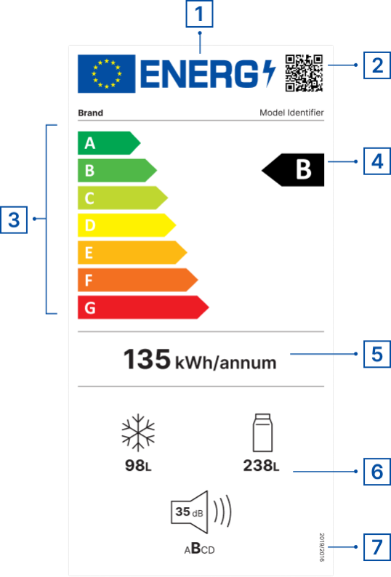 1
ENERG
2
Brand
Model Identifier
A
B
C
D
E
F
G
3
B
4
135 kWh/annum
5
98L
238L
6
35 dB
ABCD
2019/2016
7